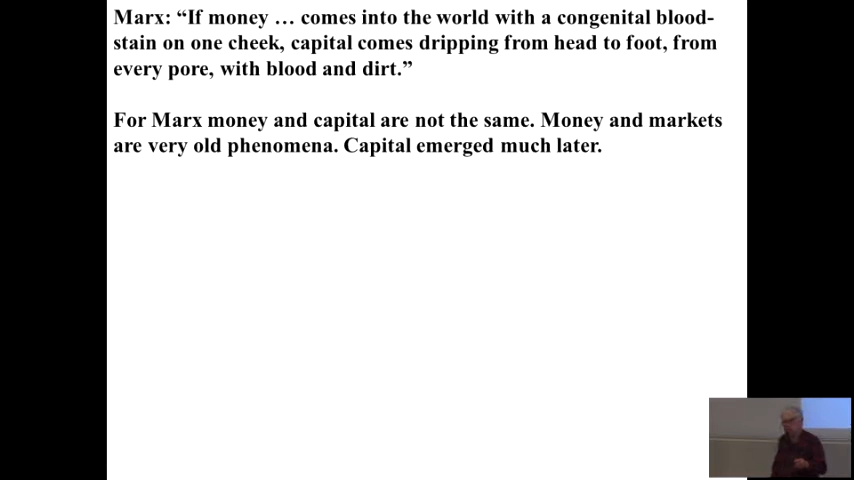 Marx: “If money … comes into the world with a congenital blood-
stain on one cheek, capital comes dripping from head to foot, from
every pore, with blood and dirt.”
For Marx money and capital are not the same. Money and markets
are very old phenomena. Capital emerged much later.